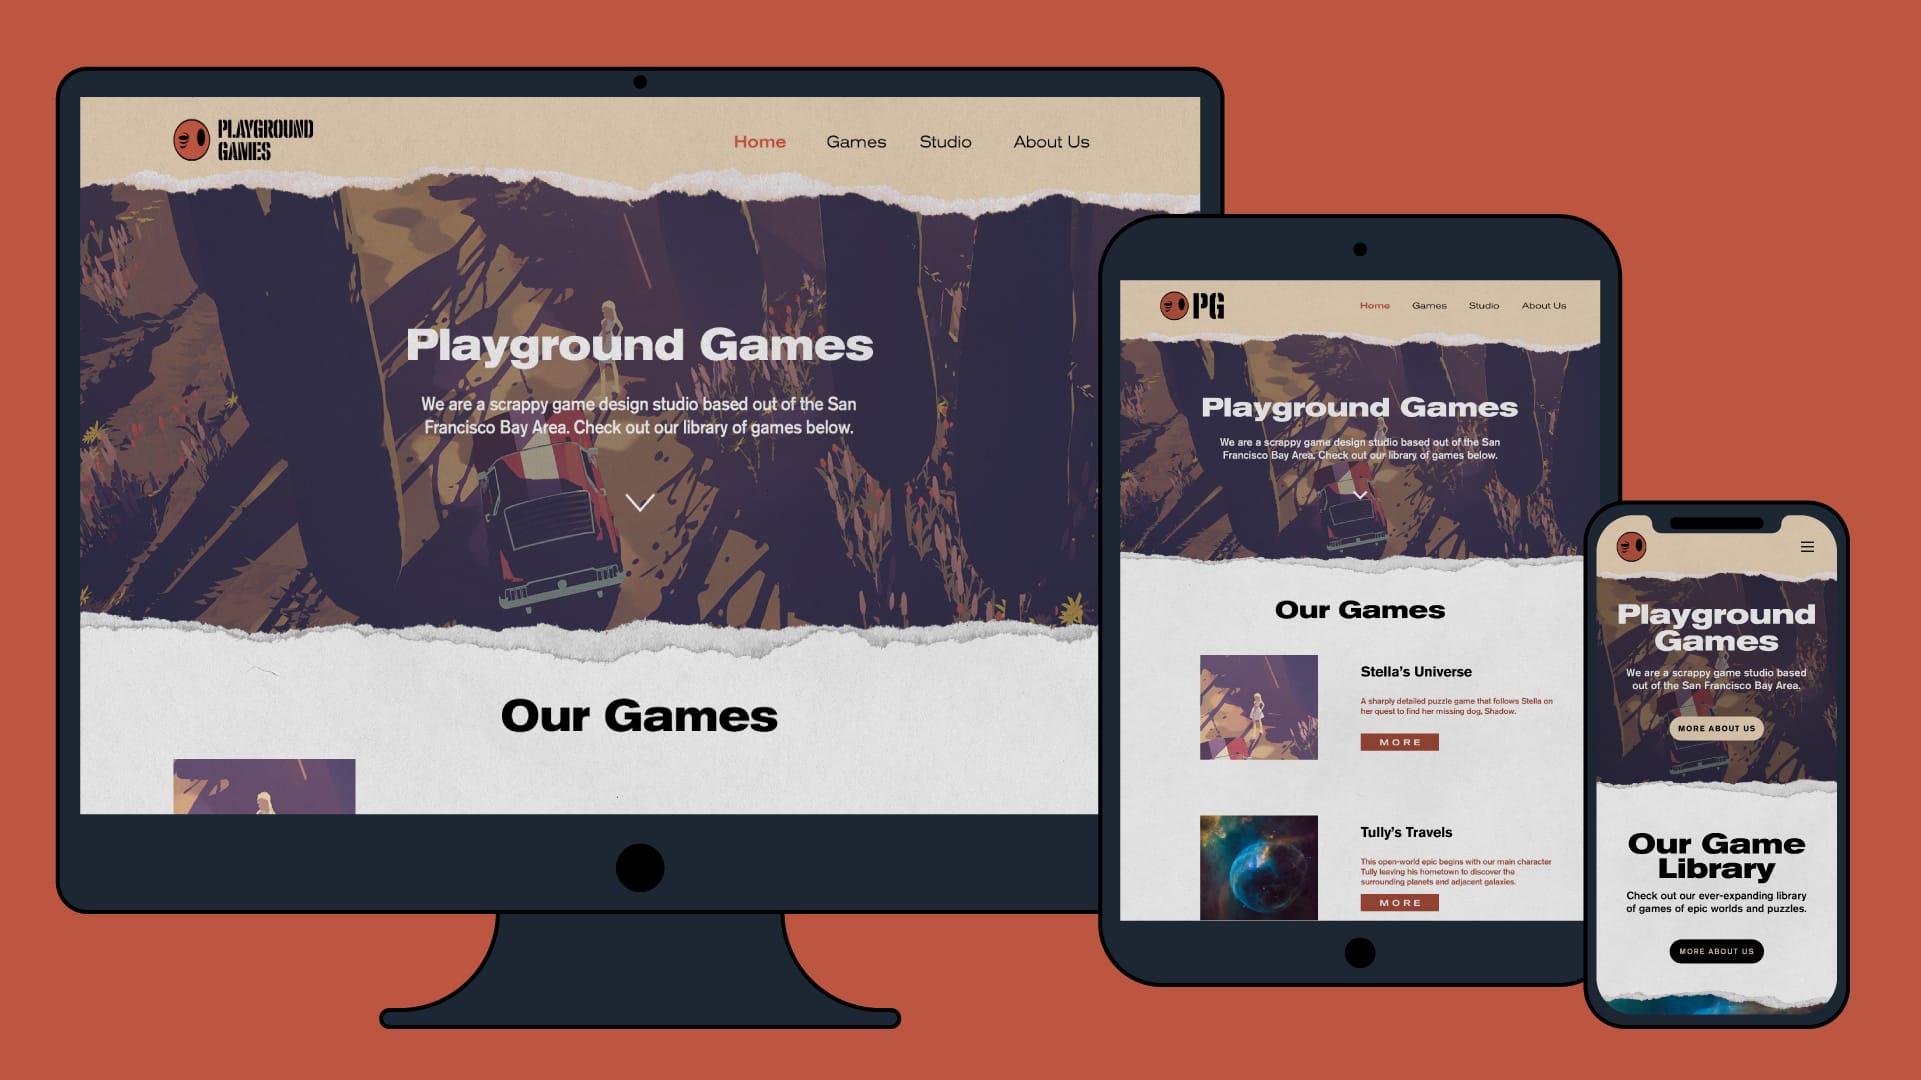 PLAYGROUND
GAMES
Home Games Studio About Us
Playground Games
We are a scrappy game design studio based out of the San
Francisco Bay Area. Check out our library of games below.
Our Games
PG
Home Games Studio About Us
Playground Games
We are a scrappy game design studio based out of the San
Francisco Bay Area. Check out our library of games below.
Our Games
Stella's Universe
A sharply detailed puzzle game that follows Stella on
her quest to find her missing dog, Shadow.
MORE
Tully's Travels
This open-world epic begins with our main character
Tully leaving his hometown to discover the
surrounding planets and adjacent galaxies.
MORE
Playground
Games
We are a scrappy game studio based
out of the San Francisco Bay Area.
MORE ABOUT US
Our Game
Library
Check out our ever-expanding library
of games of epic worlds and puzzles.
MORE ABOUT US